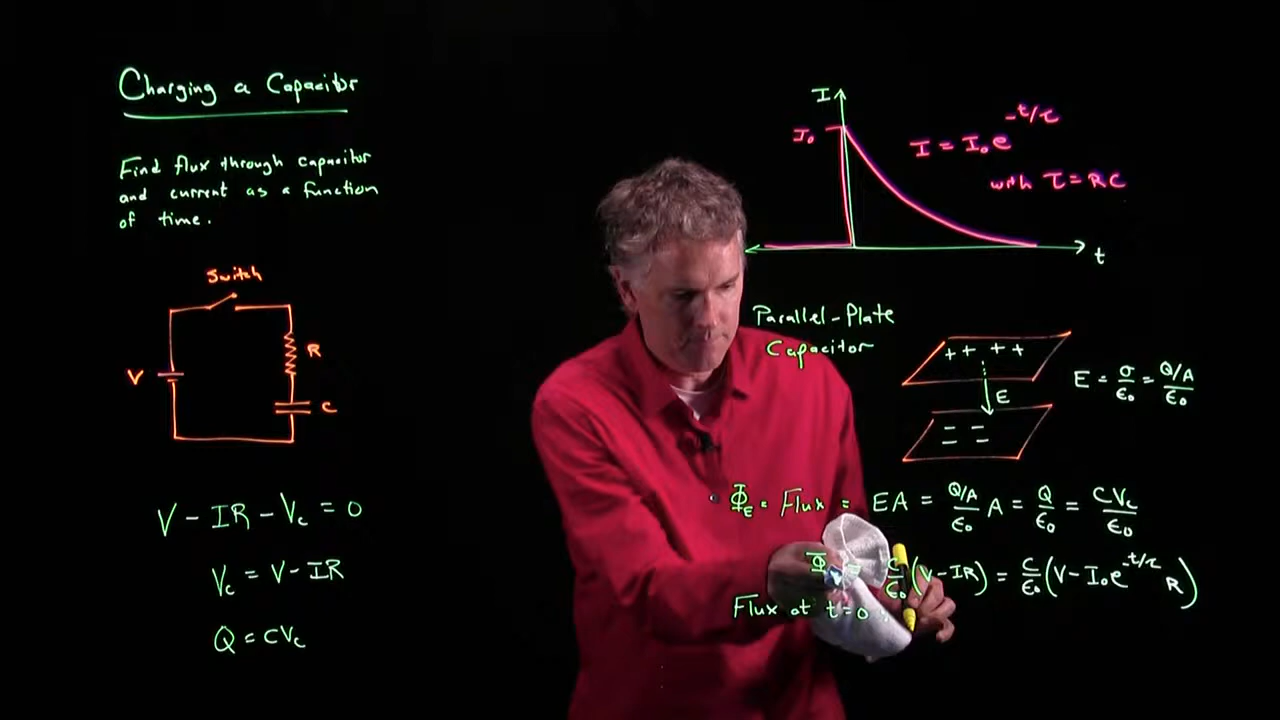 Charging a Capacitor
Find flux through capacitor
and current as a function
of time.
Switch
V
R
C
V - IR - Vc = 0
Vc = V - IR
Q = CVc
I
I₀
I = I₀e^(-t/τ)
with τ = RC
t
Parallel-Plate
Capacitor
+ + + +
E
- - - -
E = σ/ε₀ = (Q/A)/ε₀
Φ_E = Flux = EA = (Q/A)/ε₀ A = Q/ε₀ = CVc/ε₀
Φ = C/ε₀ (V - IR) = C/ε₀ (V - I₀e^(-t/τ) R)
Flux at t=0